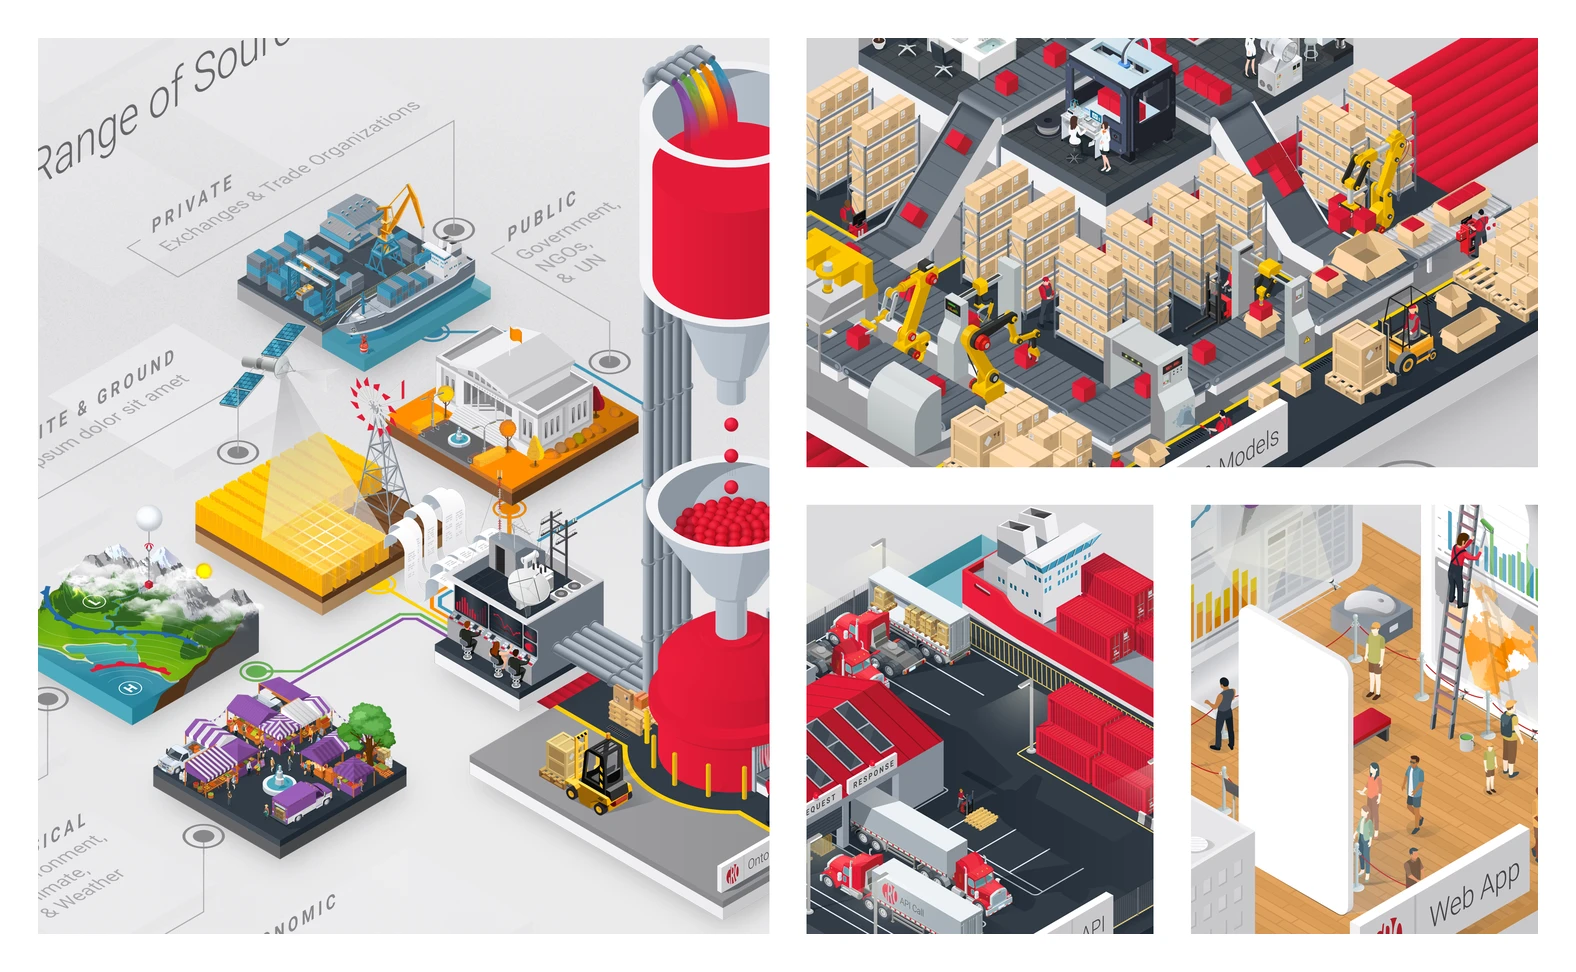 Range of Sour
PRIVATE
Exchanges & Trade Organizations
PUBLIC
Government,
NGOs,
& UN
ITE & GROUND
psum dolor sit amet
L
H
ICAL
ronment,
imate,
& Weather
NOMIC
Onto
Models
REQUEST
RESPONSE
API Call
API
Web App